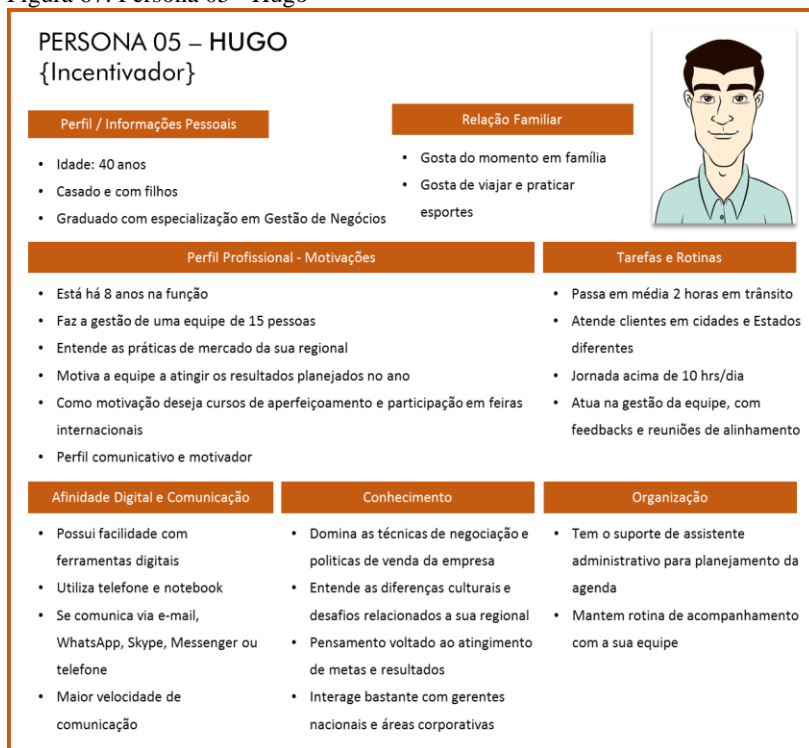 PERSONA 05 – HUGO
{Incentivador}
Perfil / Informações Pessoais
• Idade: 40 anos
• Casado e com filhos
• Graduado com especialização em Gestão de Negócios
Relação Familiar
• Gosta do momento em família
• Gosta de viajar e praticar
esportes
Perfil Profissional - Motivações
• Está há 8 anos na função
• Faz a gestão de uma equipe de 15 pessoas
• Entende as práticas de mercado da sua regional
• Motiva a equipe a atingir os resultados planejados no ano
• Como motivação deseja cursos de aperfeiçoamento e participação em feiras
internacionais
• Perfil comunicativo e motivador
Tarefas e Rotinas
• Passa em média 2 horas em trânsito
• Atende clientes em cidades e Estados
diferentes
• Jornada acima de 10 hrs/dia
• Atua na gestão da equipe, com
feedbacks e reuniões de alinhamento
Afinidade Digital e Comunicação
• Possui facilidade com
ferramentas digitais
• Utiliza telefone e notebook
• Se comunica via e-mail,
WhatsApp, Skype, Messenger ou
telefone
• Maior velocidade de
comunicação
Conhecimento
• Domina as técnicas de negociação e
politicas de venda da empresa
• Entende as diferenças culturais e
desafios relacionados a sua regional
• Pensamento voltado ao atingimento
de metas e resultados
• Interage bastante com gerentes
nacionais e áreas corporativas
Organização
• Tem o suporte de assistente
administrativo para planejamento da
agenda
• Mantem rotina de acompanhamento
com a sua equipe